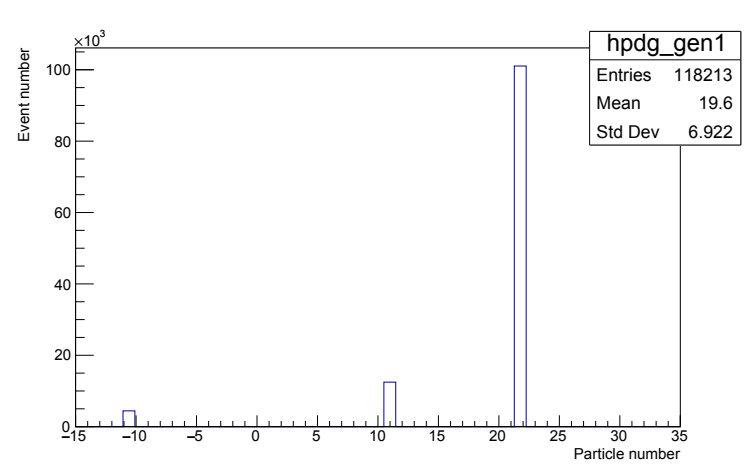 ×10³
hpdg_gen1
Entries 118213
Mean 19.6
Std Dev 6.922
Event number
100
80
60
40
20
0
−15 −10 −5 0 5 10 15 20 25 30 35
Particle number